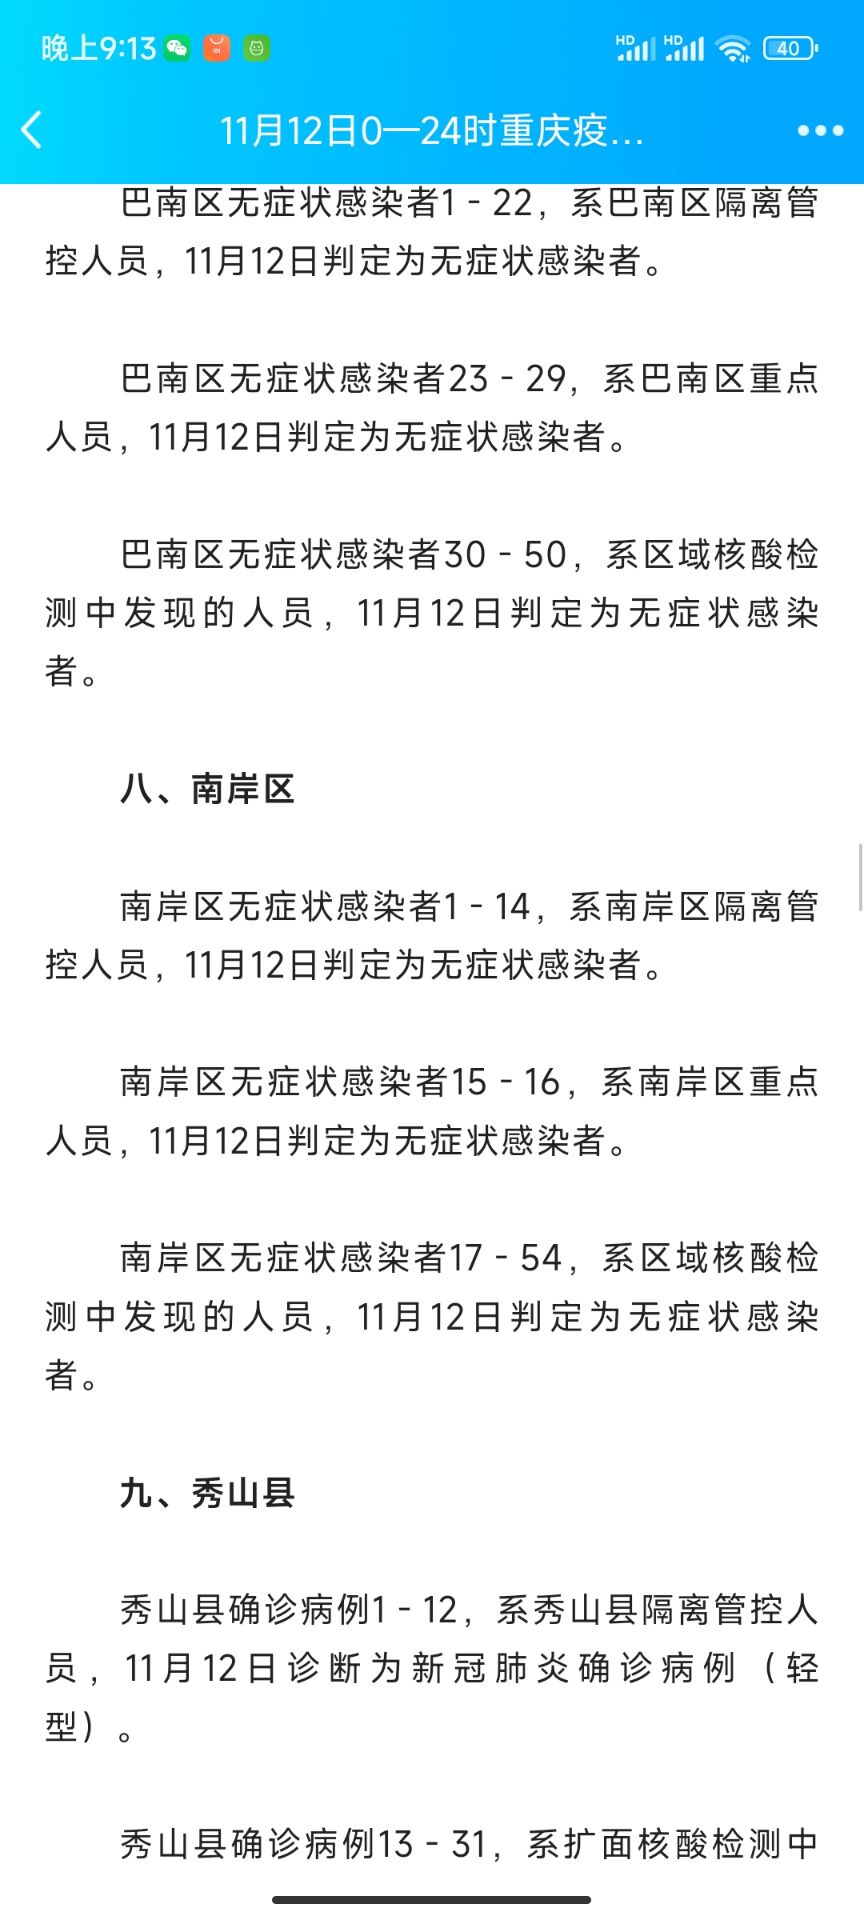 晚上9:13
HD HD 40
11月12日0—24时重庆疫...
巴南区无症状感染者1－22，系巴南区隔离管
控人员，11月12日判定为无症状感染者。
巴南区无症状感染者23－29，系巴南区重点
人员，11月12日判定为无症状感染者。
巴南区无症状感染者30－50，系区域核酸检
测中发现的人员，11月12日判定为无症状感染
者。
八、南岸区
南岸区无症状感染者1－14，系南岸区隔离管
控人员，11月12日判定为无症状感染者。
南岸区无症状感染者15－16，系南岸区重点
人员，11月12日判定为无症状感染者。
南岸区无症状感染者17－54，系区域核酸检
测中发现的人员，11月12日判定为无症状感染
者。
九、秀山县
秀山县确诊病例1－12，系秀山县隔离管控人
员，11月12日诊断为新冠肺炎确诊病例（轻
型）。
秀山县确诊病例13－31，系扩面核酸检测中